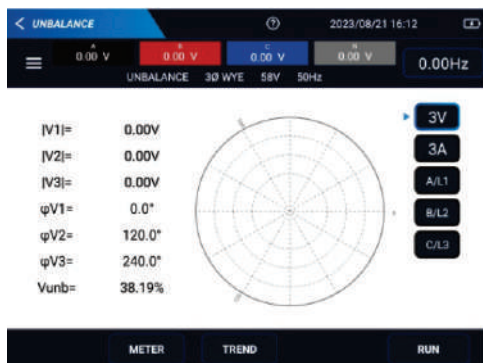 UNBALANCE 2023/08/21 16:12
A B C N
0.00 V 0.00 V 0.00 V 0.00 V 0.00Hz
UNBALANCE 3Ø WYE 58V 50Hz
|V1|= 0.00V
|V2|= 0.00V
|V3|= 0.00V
φV1= 0.0°
φV2= 120.0°
φV3= 240.0°
Vunb= 38.19%
3V
3A
A/L1
B/L2
C/L3
METER TREND RUN